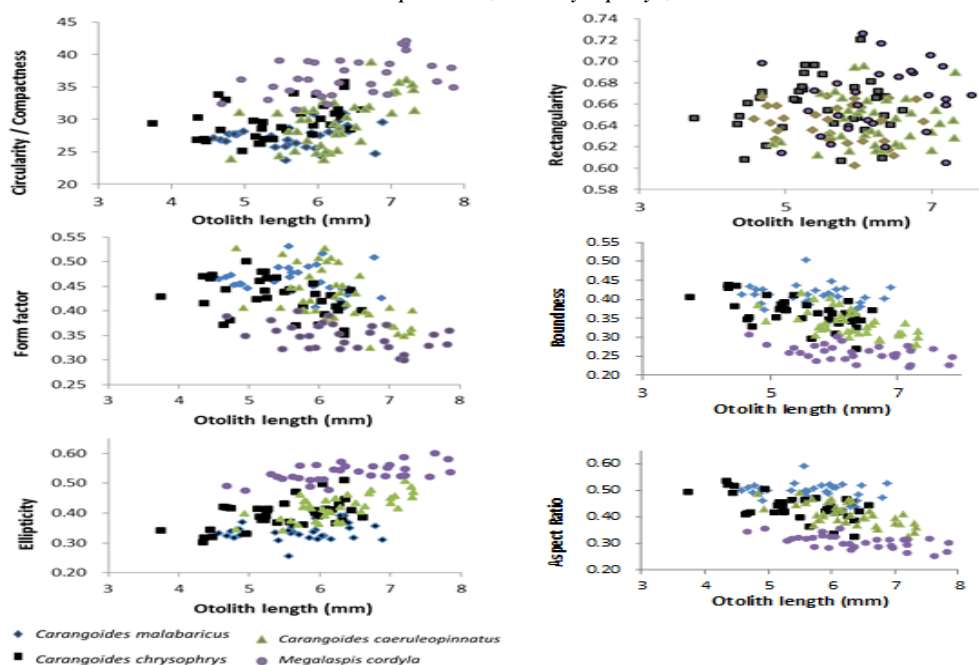 Circularity / Compactness
45
40
35
30
25
20
3 4 5 6 7 8
Otolith length (mm)
Rectangularity
0.74
0.72
0.70
0.68
0.66
0.64
0.62
0.60
0.58
3 5 7
Otolith length (mm)
Form factor
0.55
0.50
0.45
0.40
0.35
0.30
0.25
3 4 5 6 7 8
Otolith length (mm)
Roundness
0.55
0.50
0.45
0.40
0.35
0.30
0.25
0.20
3 5 7
Otolith length (mm)
Ellipticity
0.60
0.50
0.40
0.30
0.20
3 4 5 6 7 8
Otolith length (mm)
Aspect Ratio
0.60
0.50
0.40
0.30
0.20
3 4 5 6 7 8
Otolith length (mm)
Carangoides malabaricus Carangoides caeruleopinnatus
Carangoides chrysophrys Megalaspis cordyla